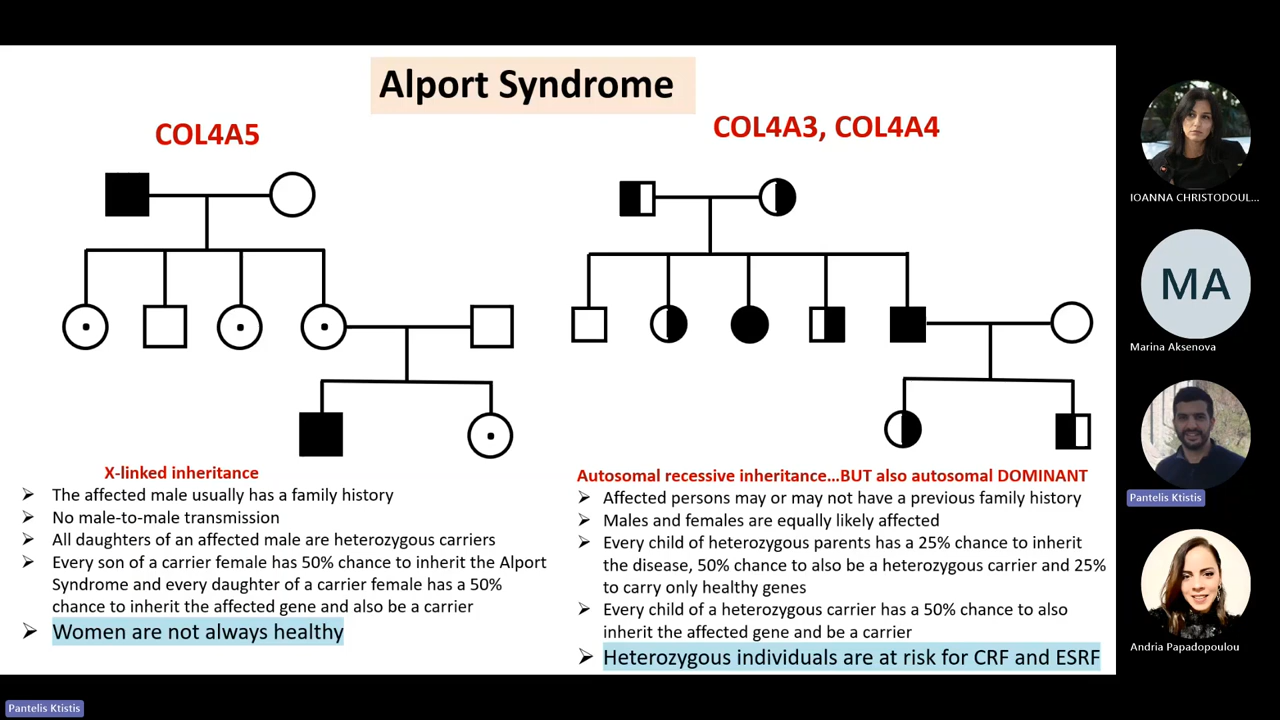 Alport Syndrome
COL4A5
COL4A3, COL4A4
X-linked inheritance
➢ The affected male usually has a family history
➢ No male-to-male transmission
➢ All daughters of an affected male are heterozygous carriers
➢ Every son of a carrier female has 50% chance to inherit the Alport
Syndrome and every daughter of a carrier female has a 50%
chance to inherit the affected gene and also be a carrier
➢ Women are not always healthy
Autosomal recessive inheritance...BUT also autosomal DOMINANT
➢ Affected persons may or may not have a previous family history
➢ Males and females are equally likely affected
➢ Every child of heterozygous parents has a 25% chance to inherit
the disease, 50% chance to also be a heterozygous carrier and 25%
to carry only healthy genes
➢ Every child of a heterozygous carrier has a 50% chance to also
inherit the affected gene and be a carrier
➢ Heterozygous individuals are at risk for CRF and ESRF
IOANNA CHRISTODOUL...
MA
Marina Aksenova
Pantelis Ktistis
Andria Papadopoulou
Pantelis Ktistis